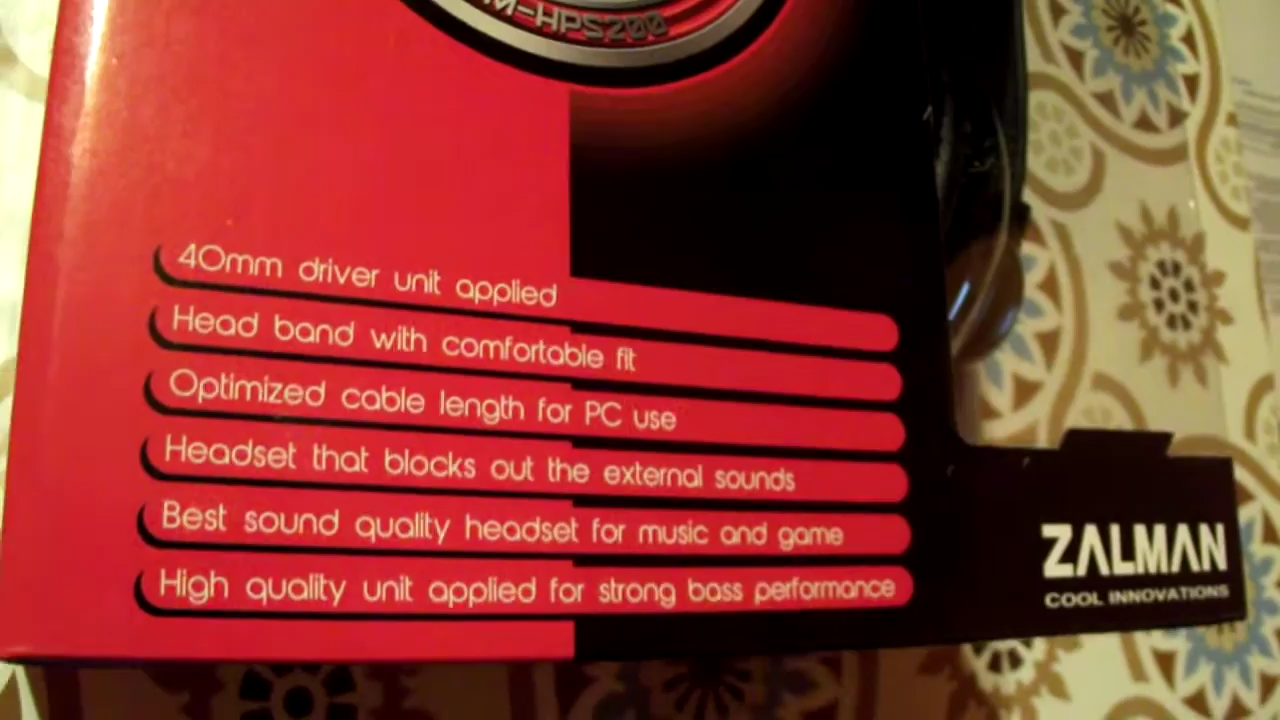 M-HPS200
40mm driver unit applied
Head band with comfortable fit
Optimized cable length for PC use
Headset that blocks out the external sounds
Best sound quality headset for music and game
High quality unit applied for strong bass performance
ZALMAN
COOL INNOVATIONS